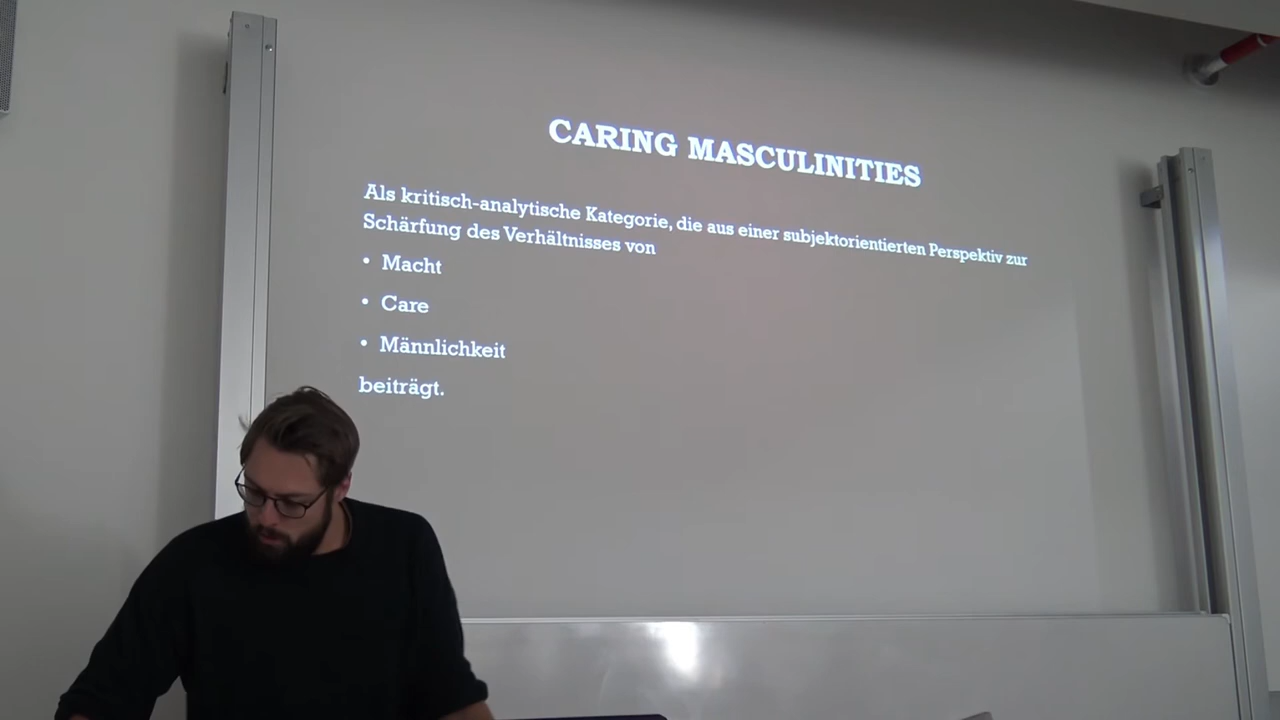 CARING MASCULINITIES
Als kritisch-analytische Kategorie, die aus einer subjektorientierten Perspektiv zur
Schärfung des Verhältnisses von
• Macht
• Care
• Männlichkeit
beiträgt.